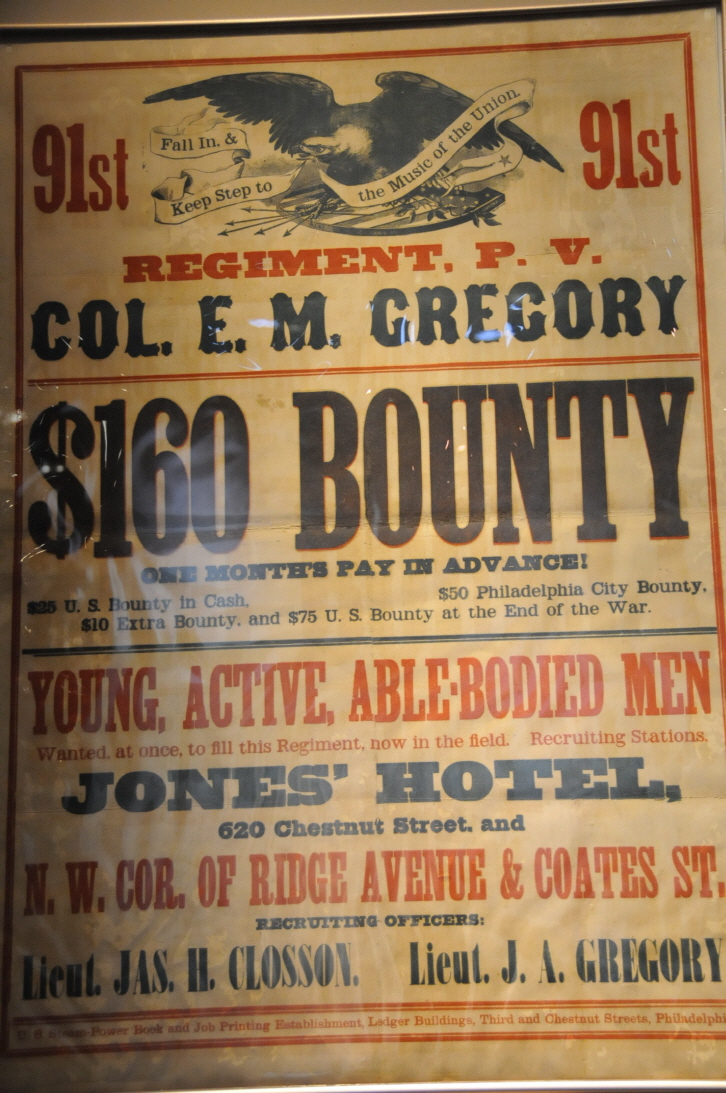 91st
Fall In, &
Keep Step to
the Music of the Union.
91st
REGIMENT, P. V.
COL. E. M. GREGORY
$160 BOUNTY
ONE MONTH'S PAY IN ADVANCE!
$25 U. S. Bounty in Cash, $50 Philadelphia City Bounty,
$10 Extra Bounty, and $75 U. S. Bounty at the End of the War.
YOUNG, ACTIVE, ABLE-BODIED MEN
Wanted, at once, to fill this Regiment, now in the field. Recruiting Stations.
JONES' HOTEL,
620 Chestnut Street. and
N. W. COR. OF RIDGE AVENUE & COATES ST.
RECRUITING OFFICERS:
Lieut. JAS. H. CLOSSON. Lieut. J. A. GREGORY
U S Steam-Power Book and Job Printing Establishment, Ledger Buildings, Third and Chestnut Streets, Philadelphi